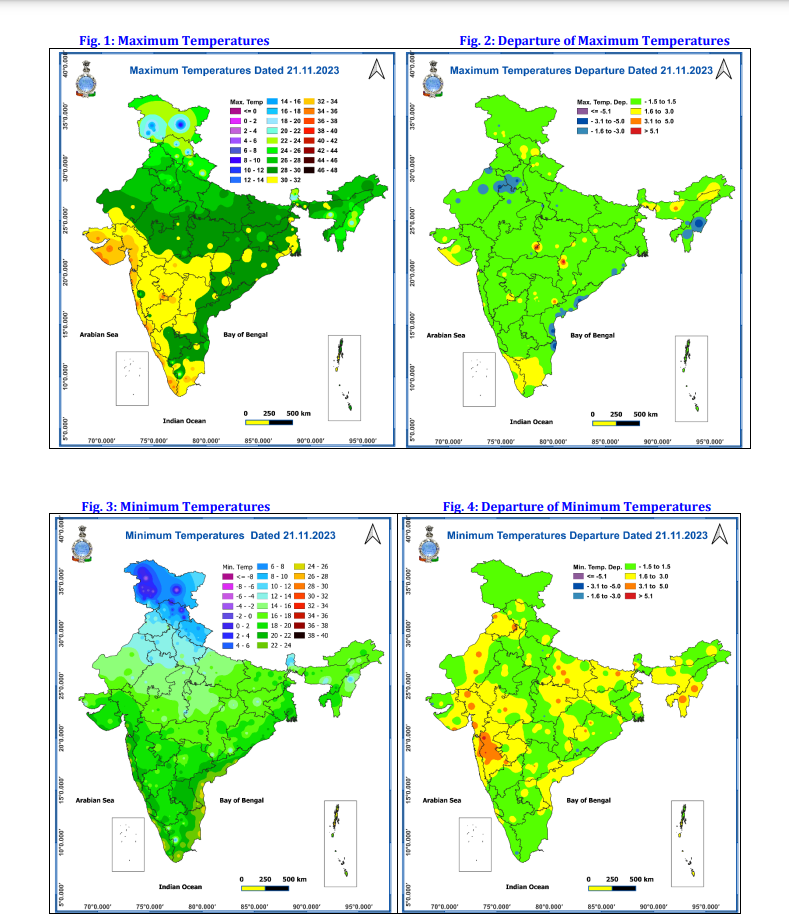 Fig. 1: Maximum Temperatures
Fig. 2: Departure of Maximum Temperatures
Maximum Temperatures Dated 21.11.2023
Max. Temp
<= 0
0 - 2
2 - 4
4 - 6
6 - 8
8 - 10
10 - 12
12 - 14
14 - 16
16 - 18
18 - 20
20 - 22
22 - 24
24 - 26
26 - 28
28 - 30
30 - 32
32 - 34
34 - 36
36 - 38
38 - 40
40 - 42
42 - 44
44 - 46
46 - 48
40°0.000'
35°0.000'
30°0.000'
25°0.000'
20°0.000'
15°0.000'
10°0.000'
5°0.000'
Arabian Sea
Bay of Bengal
Indian Ocean
0 250 500 km
70°0.000' 75°0.000' 80°0.000' 85°0.000' 90°0.000' 95°0.000'
Maximum Temperatures Departure Dated 21.11.2023
Max. Temp. Dep.
<= -5.1
- 3.1 to -5.0
- 1.6 to -3.0
- 1.5 to 1.5
1.6 to 3.0
3.1 to 5.0
> 5.1
40°0.000'
35°0.000'
30°0.000'
25°0.000'
20°0.000'
15°0.000'
10°0.000'
5°0.000'
Arabian Sea
Bay of Bengal
Indian Ocean
0 250 500 km
70°0.000' 75°0.000' 80°0.000' 85°0.000' 90°0.000' 95°0.000'
Fig. 3: Minimum Temperatures
Fig. 4: Departure of Minimum Temperatures
Minimum Temperatures Dated 21.11.2023
Min. Temp
<= -8
-8 - -6
-6 - -4
-4 - -2
-2 - 0
0 - 2
2 - 4
4 - 6
6 - 8
8 - 10
10 - 12
12 - 14
14 - 16
16 - 18
18 - 20
20 - 22
22 - 24
24 - 26
26 - 28
28 - 30
30 - 32
32 - 34
34 - 36
36 - 38
38 - 40
40°0.000'
35°0.000'
30°0.000'
25°0.000'
20°0.000'
15°0.000'
10°0.000'
5°0.000'
Arabian Sea
Bay of Bengal
Indian Ocean
0 250 500 km
70°0.000' 75°0.000' 80°0.000' 85°0.000' 90°0.000' 95°0.000'
Minimum Temperatures Departure Dated 21.11.2023
Min. Temp. Dep.
<= -5.1
- 3.1 to -5.0
- 1.6 to -3.0
- 1.5 to 1.5
1.6 to 3.0
3.1 to 5.0
> 5.1
40°0.000'
35°0.000'
30°0.000'
25°0.000'
20°0.000'
15°0.000'
10°0.000'
5°0.000'
Arabian Sea
Bay of Bengal
Indian Ocean
0 250 500 km
70°0.000' 75°0.000' 80°0.000' 85°0.000' 90°0.000' 95°0.000'